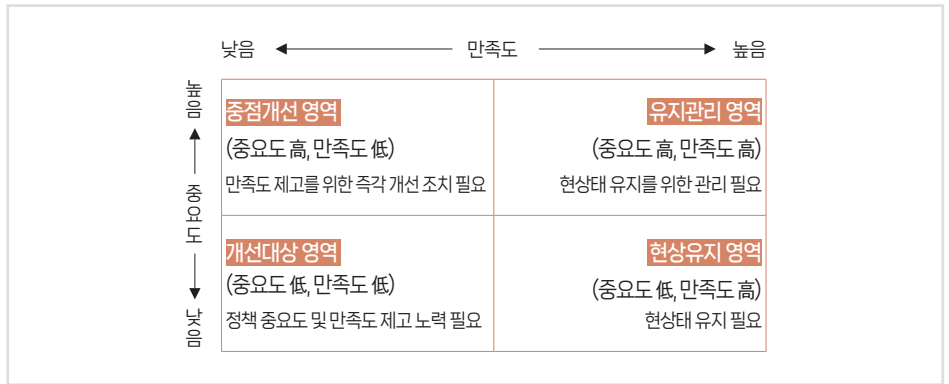 낮음 만족도 높음
높음
중요도
낮음
중점개선 영역
(중요도 高, 만족도 低)
만족도 제고를 위한 즉각 개선 조치 필요
유지관리 영역
(중요도 高, 만족도 高)
현상태 유지를 위한 관리 필요
개선대상 영역
(중요도 低, 만족도 低)
정책 중요도 및 만족도 제고 노력 필요
현상유지 영역
(중요도 低, 만족도 高)
현상태 유지 필요